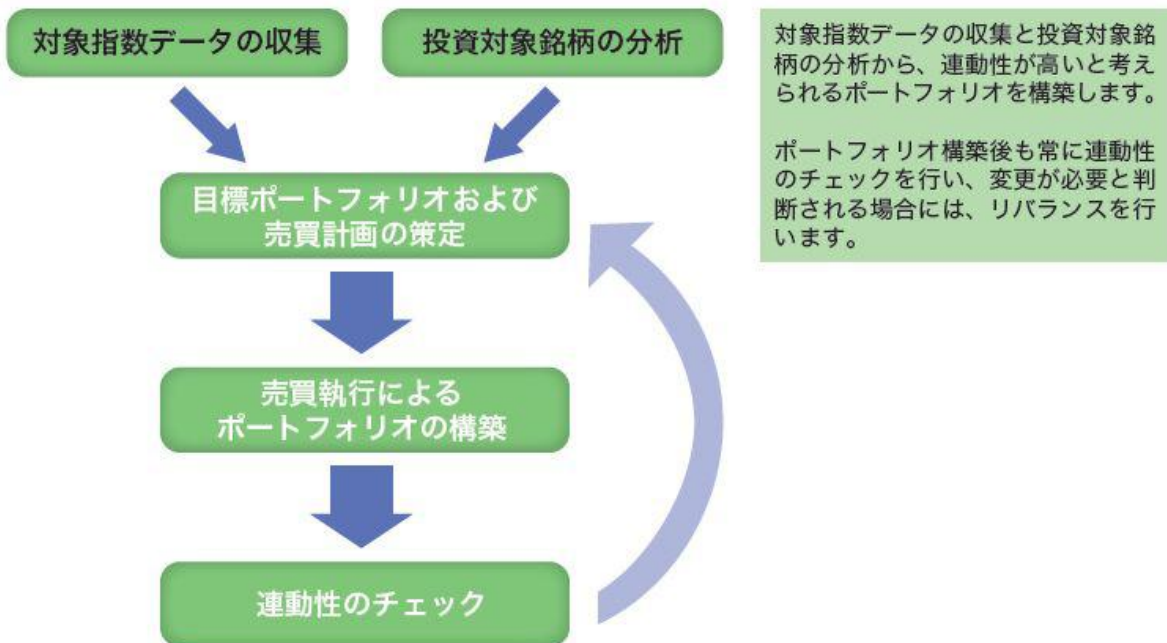 対象指数データの収集
投資対象銘柄の分析
対象指数データの収集と投資対象銘
柄の分析から、連動性が高いと考え
られるポートフォリオを構築します。
ポートフォリオ構築後も常に連動性
のチェックを行い、変更が必要と判
断される場合には、リバランスを行
います。
目標ポートフォリオおよび
売買計画の策定
売買執行による
ポートフォリオの構築
連動性のチェック